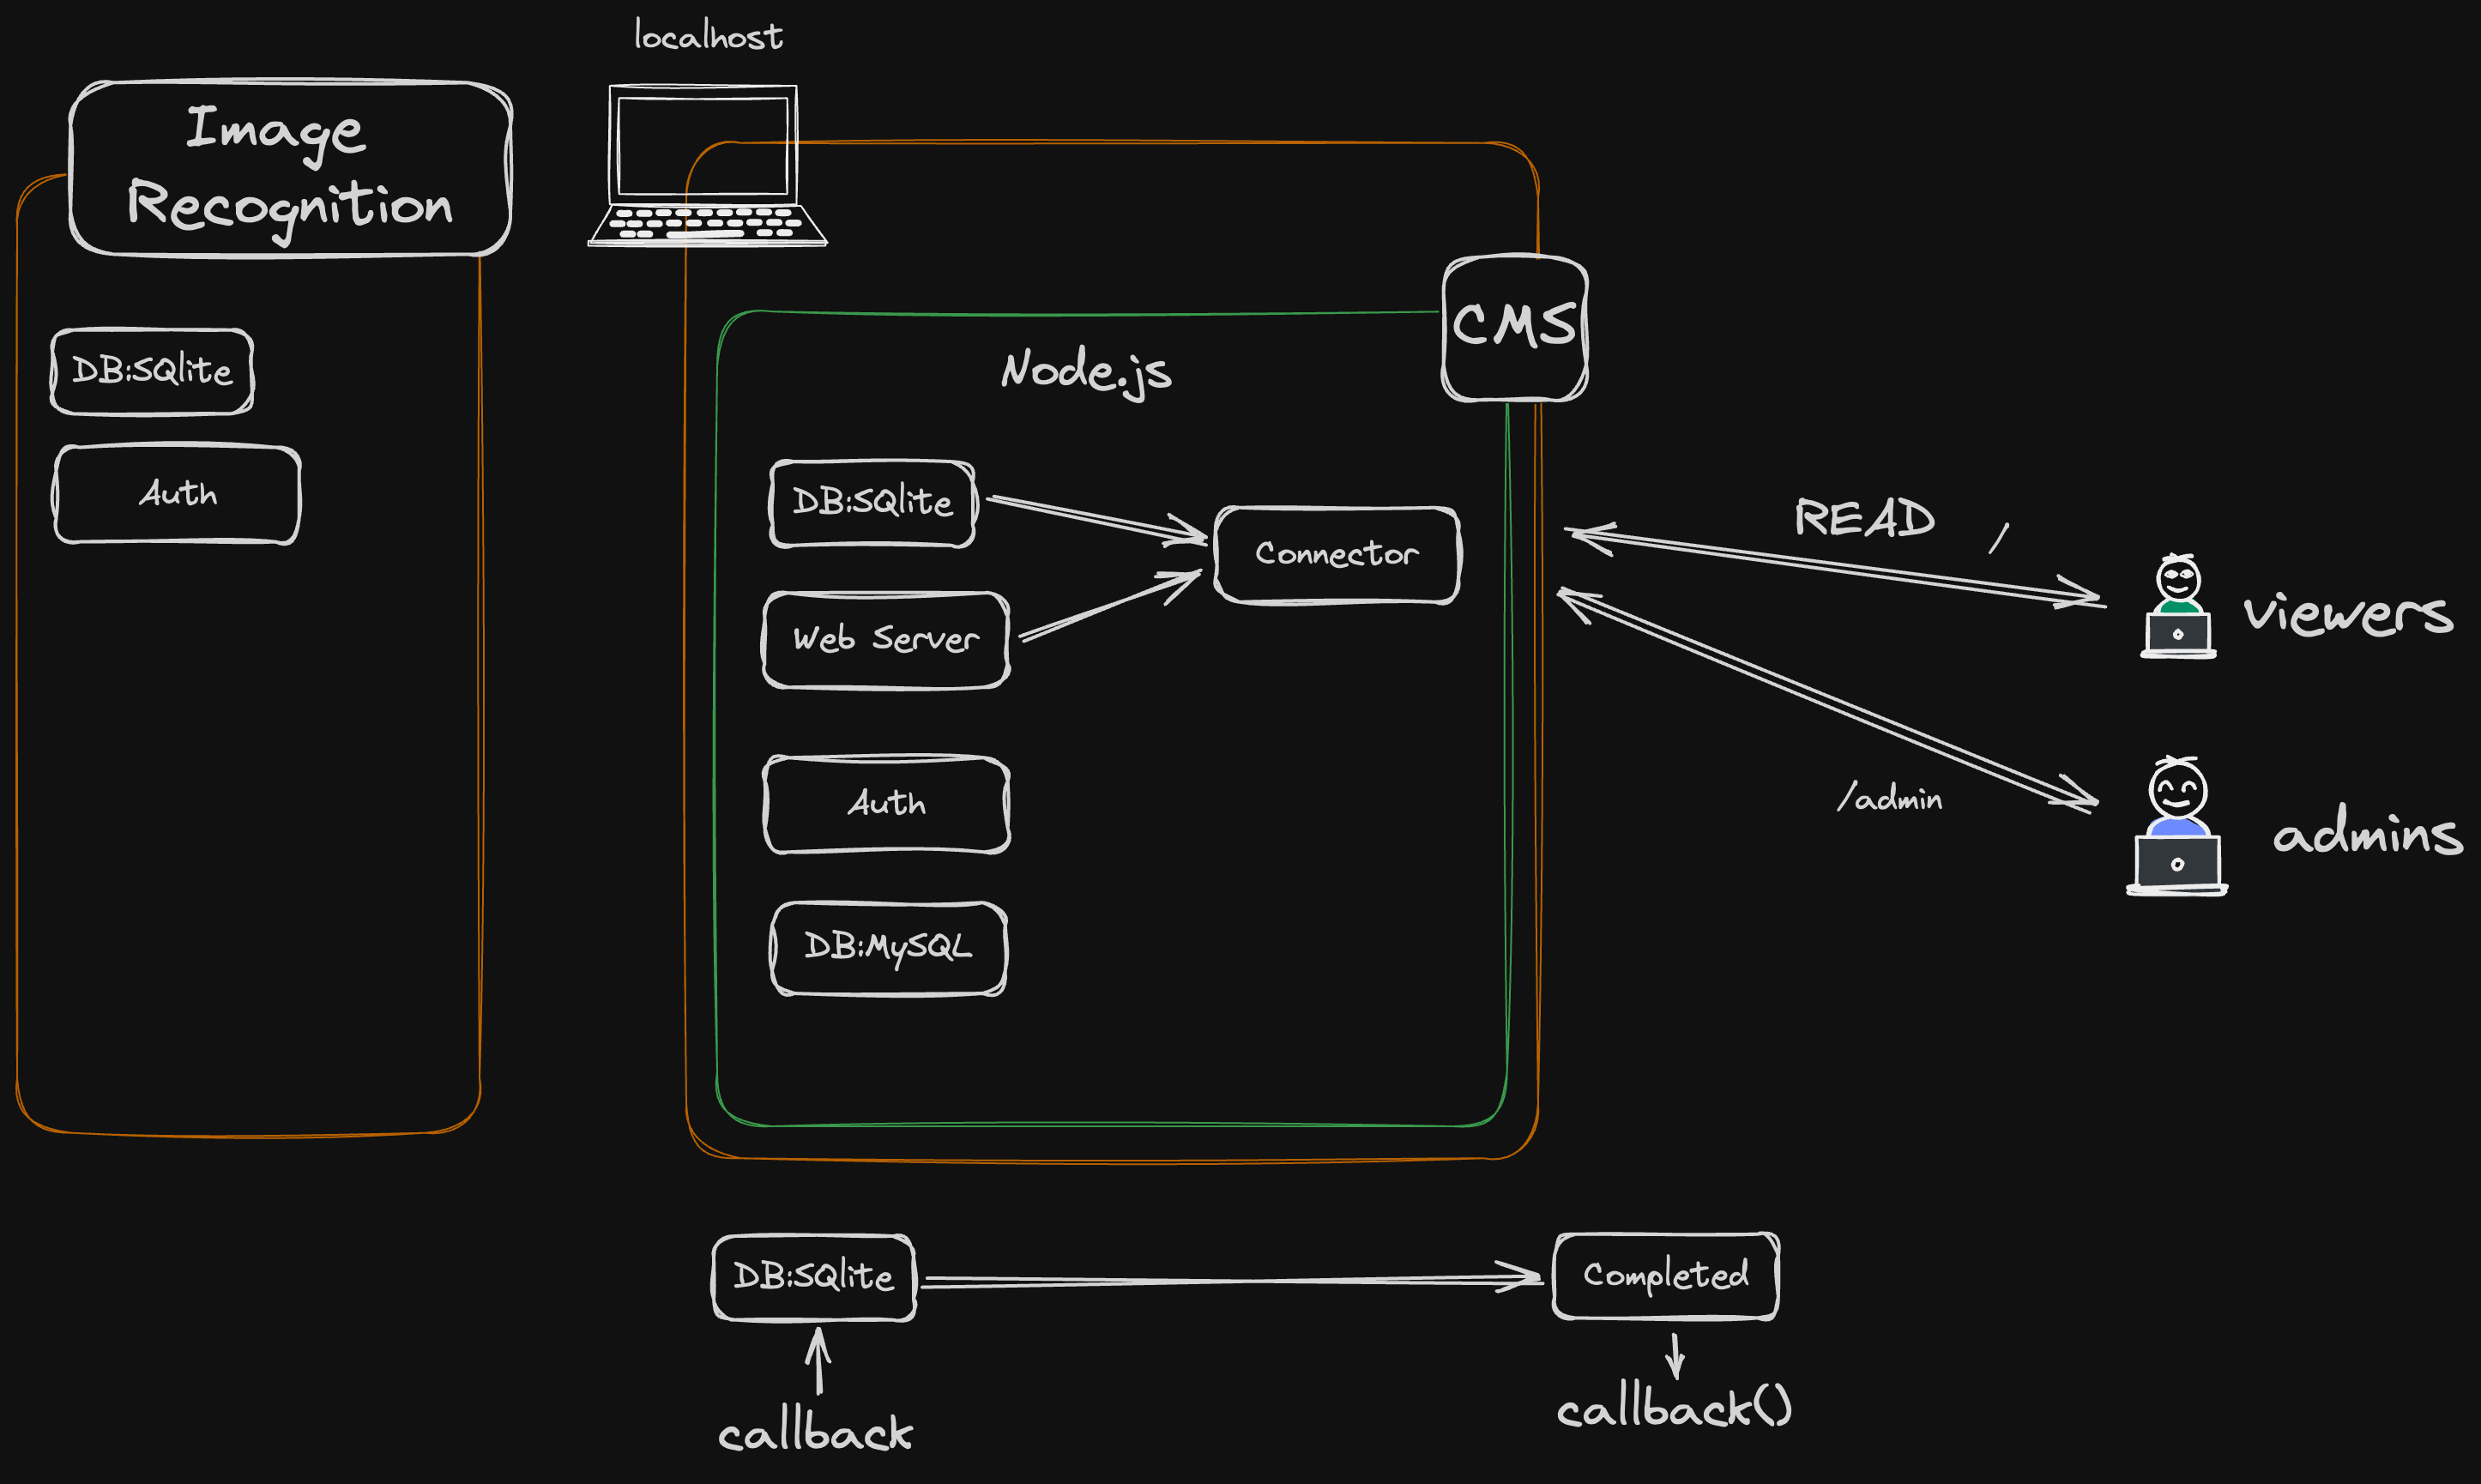 localhost
Image
Recognition
DB:SQlite
Auth
CMS
Node.js
DB:SQlite
Connector
Web Server
Auth
DB:MySQL
READ /
viewers
/admin
admins
DB:SQlite
Completed
callback
callback()